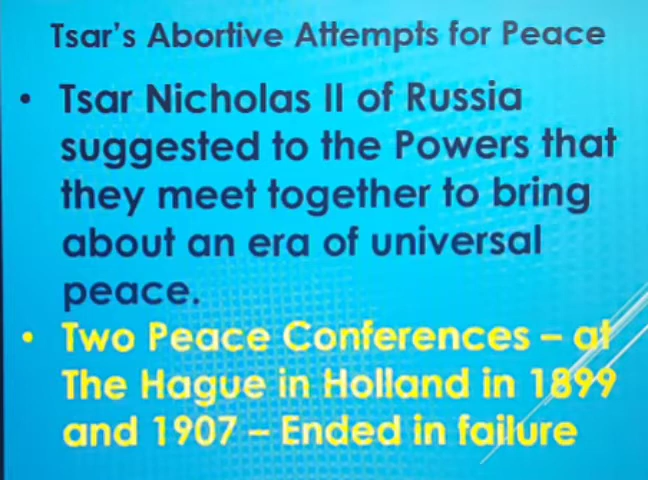 Tsar's Abortive Attempts for Peace
• Tsar Nicholas II of Russia
suggested to the Powers that
they meet together to bring
about an era of universal
peace.
• Two Peace Conferences – at
The Hague in Holland in 1899
and 1907 – Ended in failure